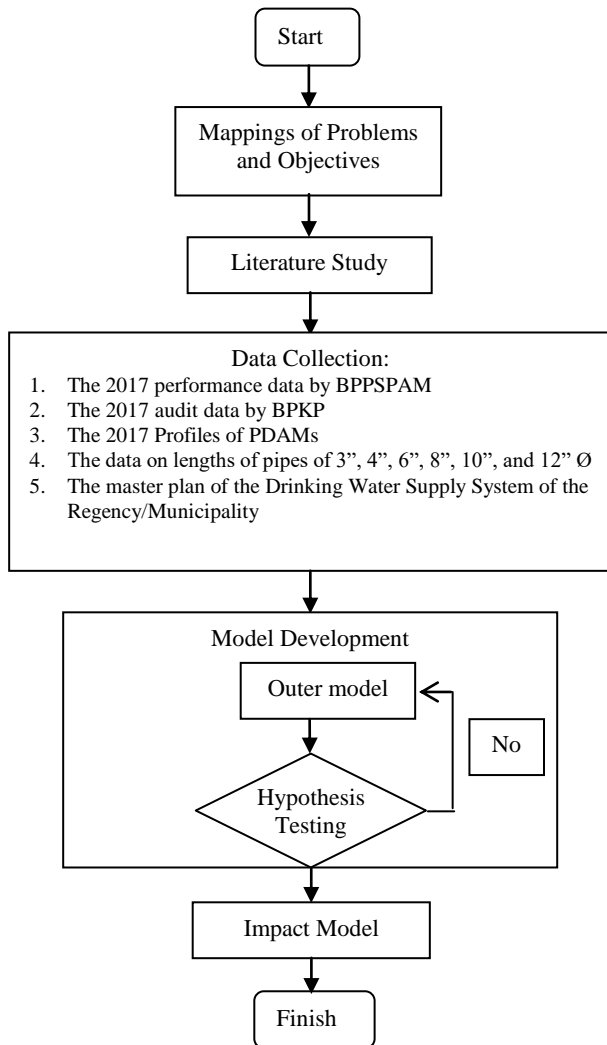 Start
Mappings of Problems
and Objectives
Literature Study
Data Collection:
1. The 2017 performance data by BPPSPAM
2. The 2017 audit data by BPKP
3. The 2017 Profiles of PDAMs
4. The data on lengths of pipes of 3”, 4”, 6”, 8”, 10”, and 12” Ø
5. The master plan of the Drinking Water Supply System of the
Regency/Municipality
Model Development
Outer model
No
Hypothesis
Testing
Impact Model
Finish